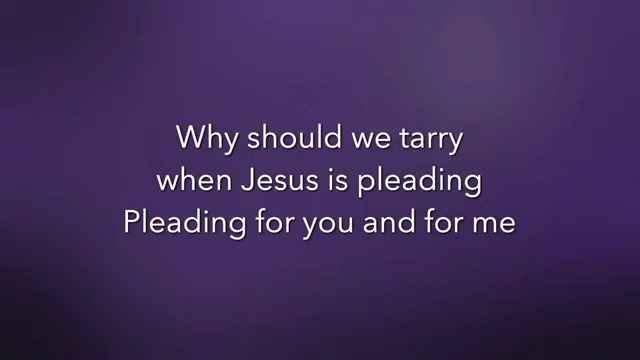 Why should we tarry
when Jesus is pleading
Pleading for you and for me